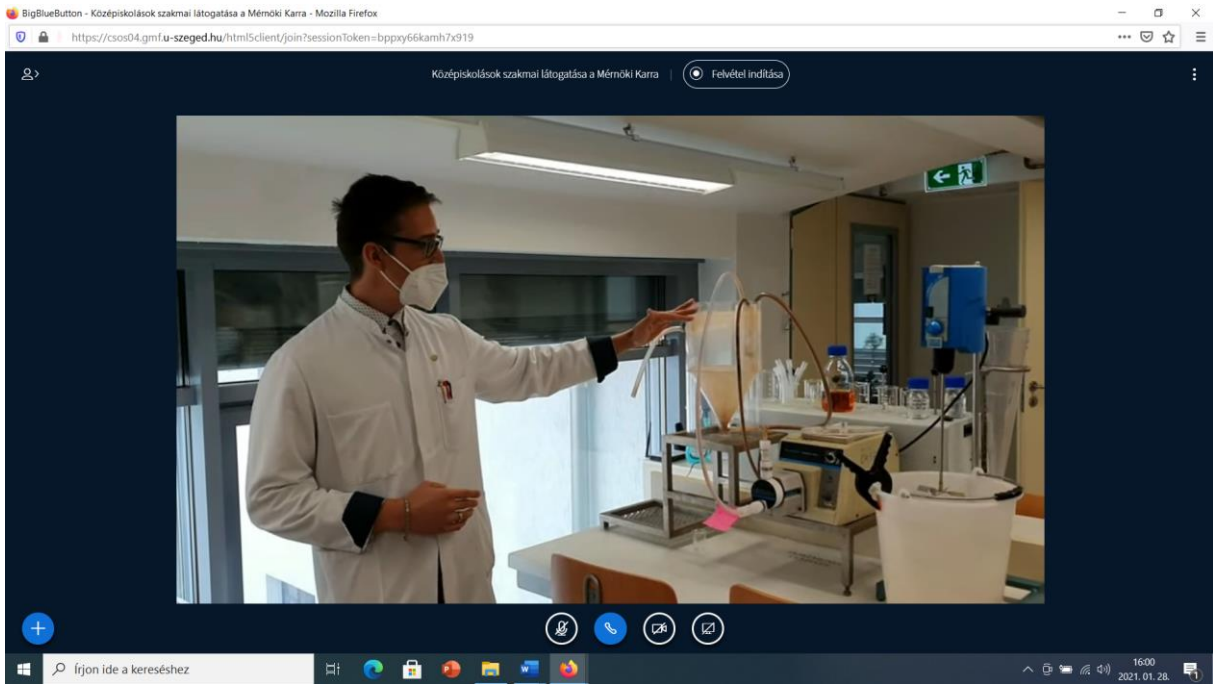 BigBlueButton - Középiskolások szakmai látogatása a Mérnöki Karra - Mozilla Firefox
https://csos04.gmf.u-szeged.hu/html5client/join?sessionToken=bppxy66kamh7x919
Középiskolások szakmai látogatása a Mérnöki Karra | Felvétel indítása
Írjon ide a kereséshez
16:00
2021. 01. 28.
1